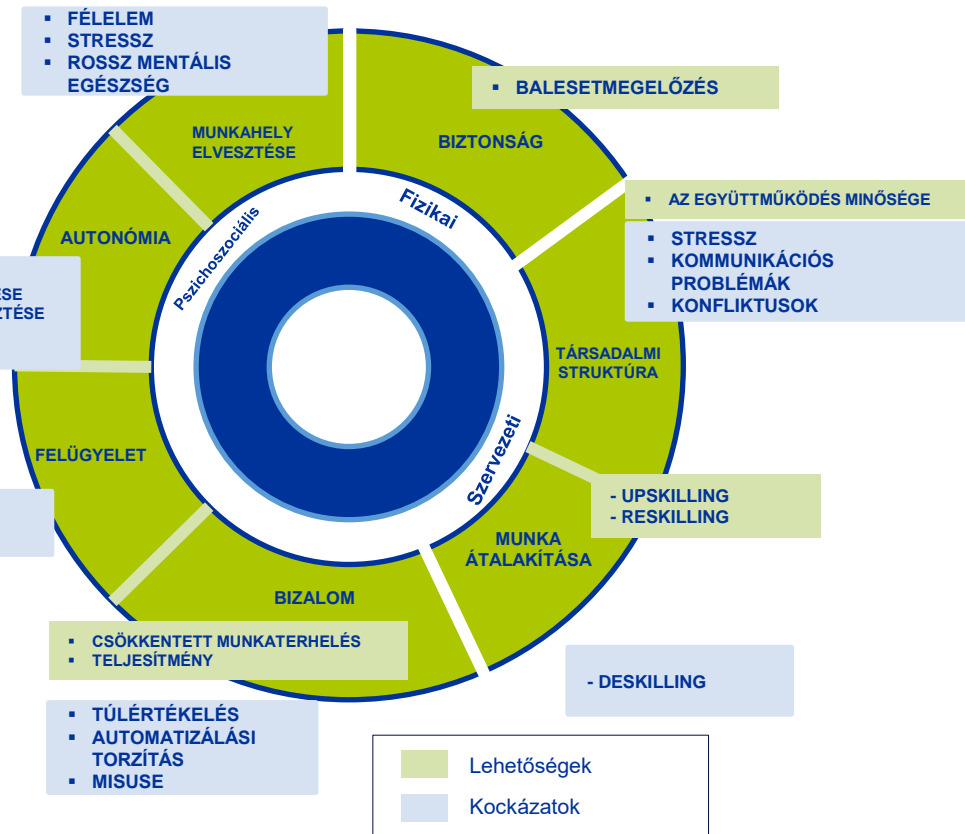 ▪ FÉLELEM
▪ STRESSZ
▪ ROSSZ MENTÁLIS
EGÉSZSÉG
▪ BALESETMEGELŐZÉS
MUNKAHELY
ELVESZTÉSE
BIZTONSÁG
Fizikai
Pszichoszociális
▪ AZ EGYÜTTMŰKÖDÉS MINŐSÉGE
▪ STRESSZ
▪ KOMMUNIKÁCIÓS
PROBLÉMÁK
▪ KONFLIKTUSOK
AUTONÓMIA
TÁRSADALMI
STRUKTÚRA
FELÜGYELET
Szervezeti
- UPSKILLING
- RESKILLING
MUNKA
ÁTALAKÍTÁSA
BIZALOM
▪ CSÖKKENTETT MUNKATERHELÉS
▪ TELJESÍTMÉNY
- DESKILLING
▪ TÚLÉRTÉKELÉS
▪ AUTOMATIZÁLÁSI
TORZÍTÁS
▪ MISUSE
Lehetőségek
Kockázatok